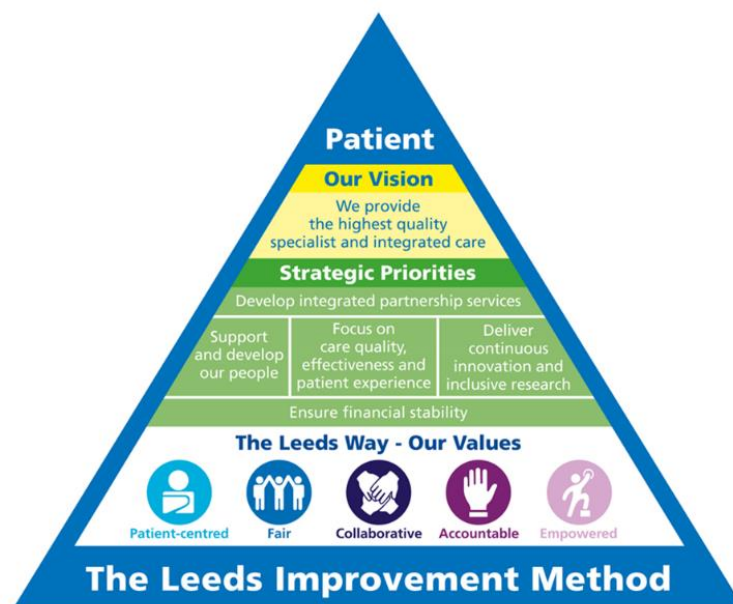 Patient
Our Vision
We provide
the highest quality
specialist and integrated care
Strategic Priorities
Develop integrated partnership services
Support
and develop
our people
Focus on
care quality,
effectiveness and
patient experience
Deliver
continuous
innovation and
inclusive research
Ensure financial stability
The Leeds Way - Our Values
Patient-centred
Fair
Collaborative
Accountable
Empowered
The Leeds Improvement Method